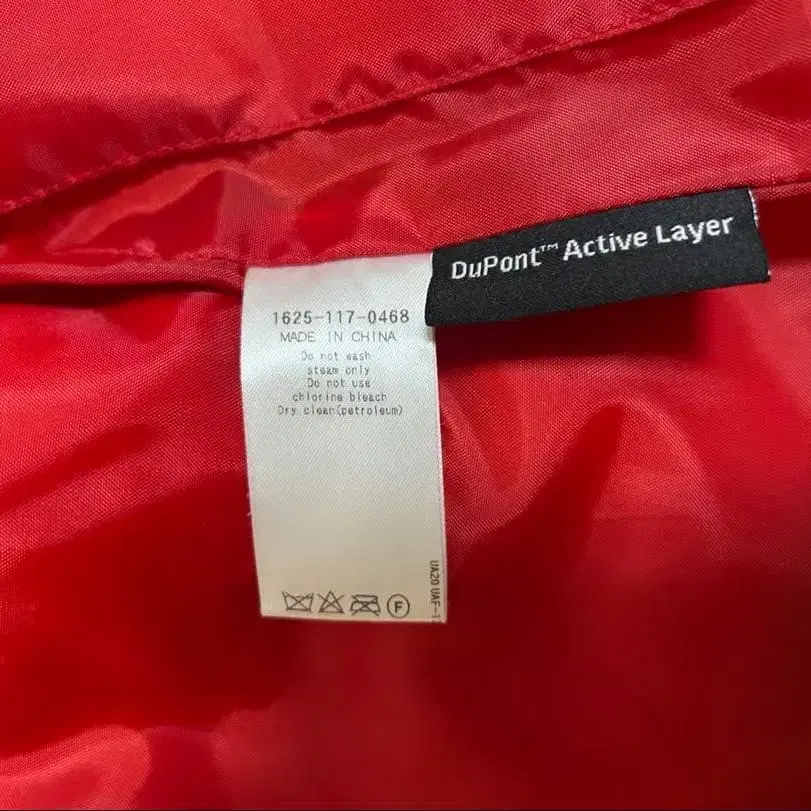 DuPont™ Active Layer
1625-117-0468
MADE IN CHINA
Do not wash
steam only
Do not use
chlorine bleach
Dry clean(petroleum)
UA20 UAF-
F